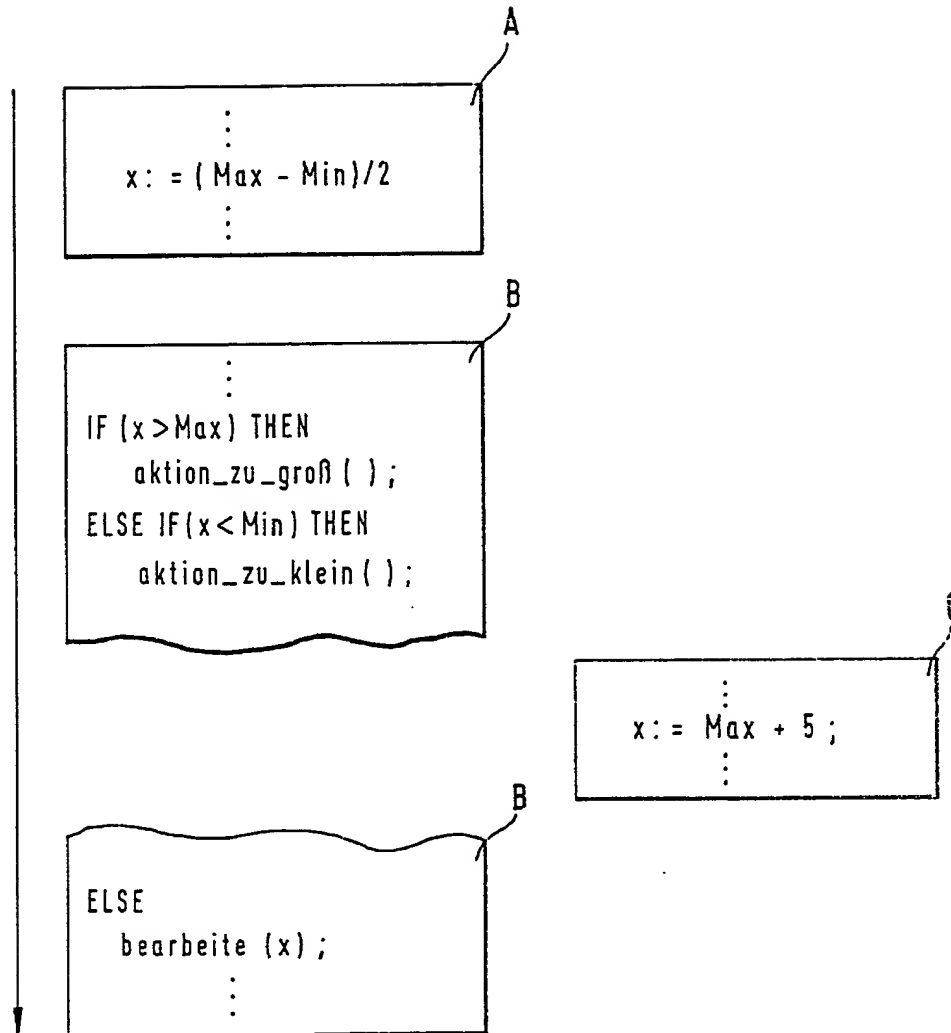 A
x: = ( Max - Min)/2
B
IF (x >Max) THEN
aktion_zu_groß ( ) ;
ELSE IF(x < Min) THEN
aktion_zu_klein ( ) ;
x: = Max + 5 ;
B
ELSE
bearbeite (x) ;